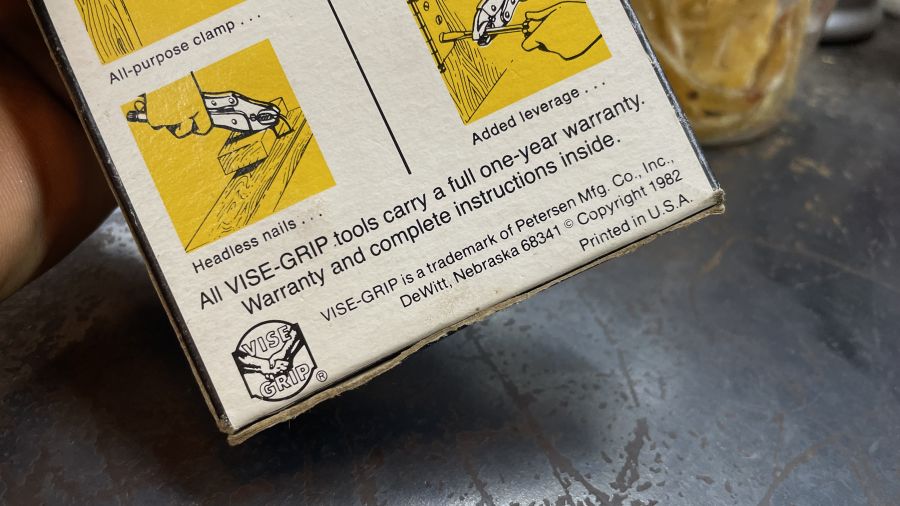 All-purpose clamp . . .
Added leverage . . .
Headless nails . . .
All VISE-GRIP tools carry a full one-year warranty.
Warranty and complete instructions inside.
VISE-GRIP is a trademark of Petersen Mfg. Co., Inc.,
DeWitt, Nebraska 68341 © Copyright 1982
Printed in U.S.A.
VISE
GRIP
®